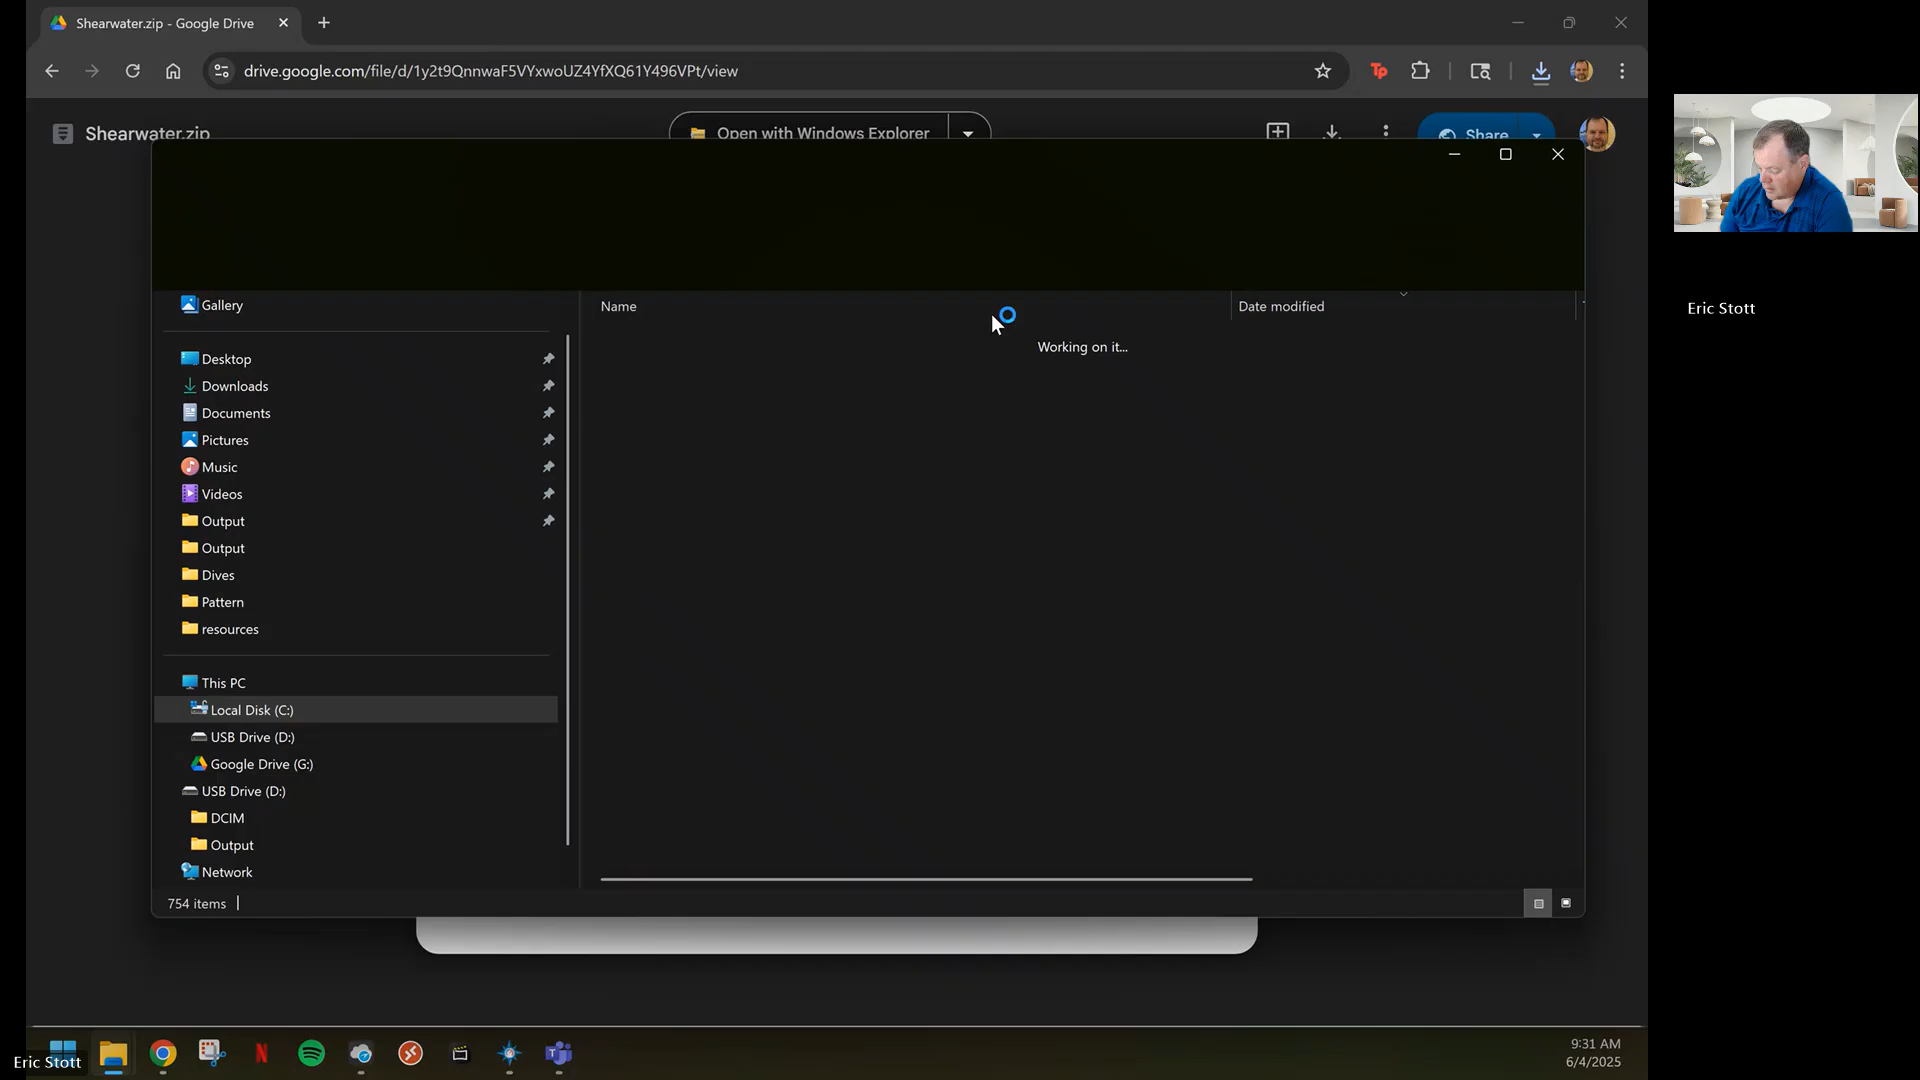 Shearwater.zip - Google Drive
drive.google.com/file/d/1y2t9QnnwaF5VYxwoUZ4YfXQ61Y496VPt/view
Tp
Shearwater.zip
Open with Windows Explorer
Share
Gallery
Name
Date modified
Working on it...
Desktop
Downloads
Documents
Pictures
Music
Videos
Output
Output
Dives
Pattern
resources
This PC
Local Disk (C:)
USB Drive (D:)
Google Drive (G:)
USB Drive (D:)
DCIM
Output
Network
754 items
Eric Stott
9:31 AM
6/4/2025
Eric Stott